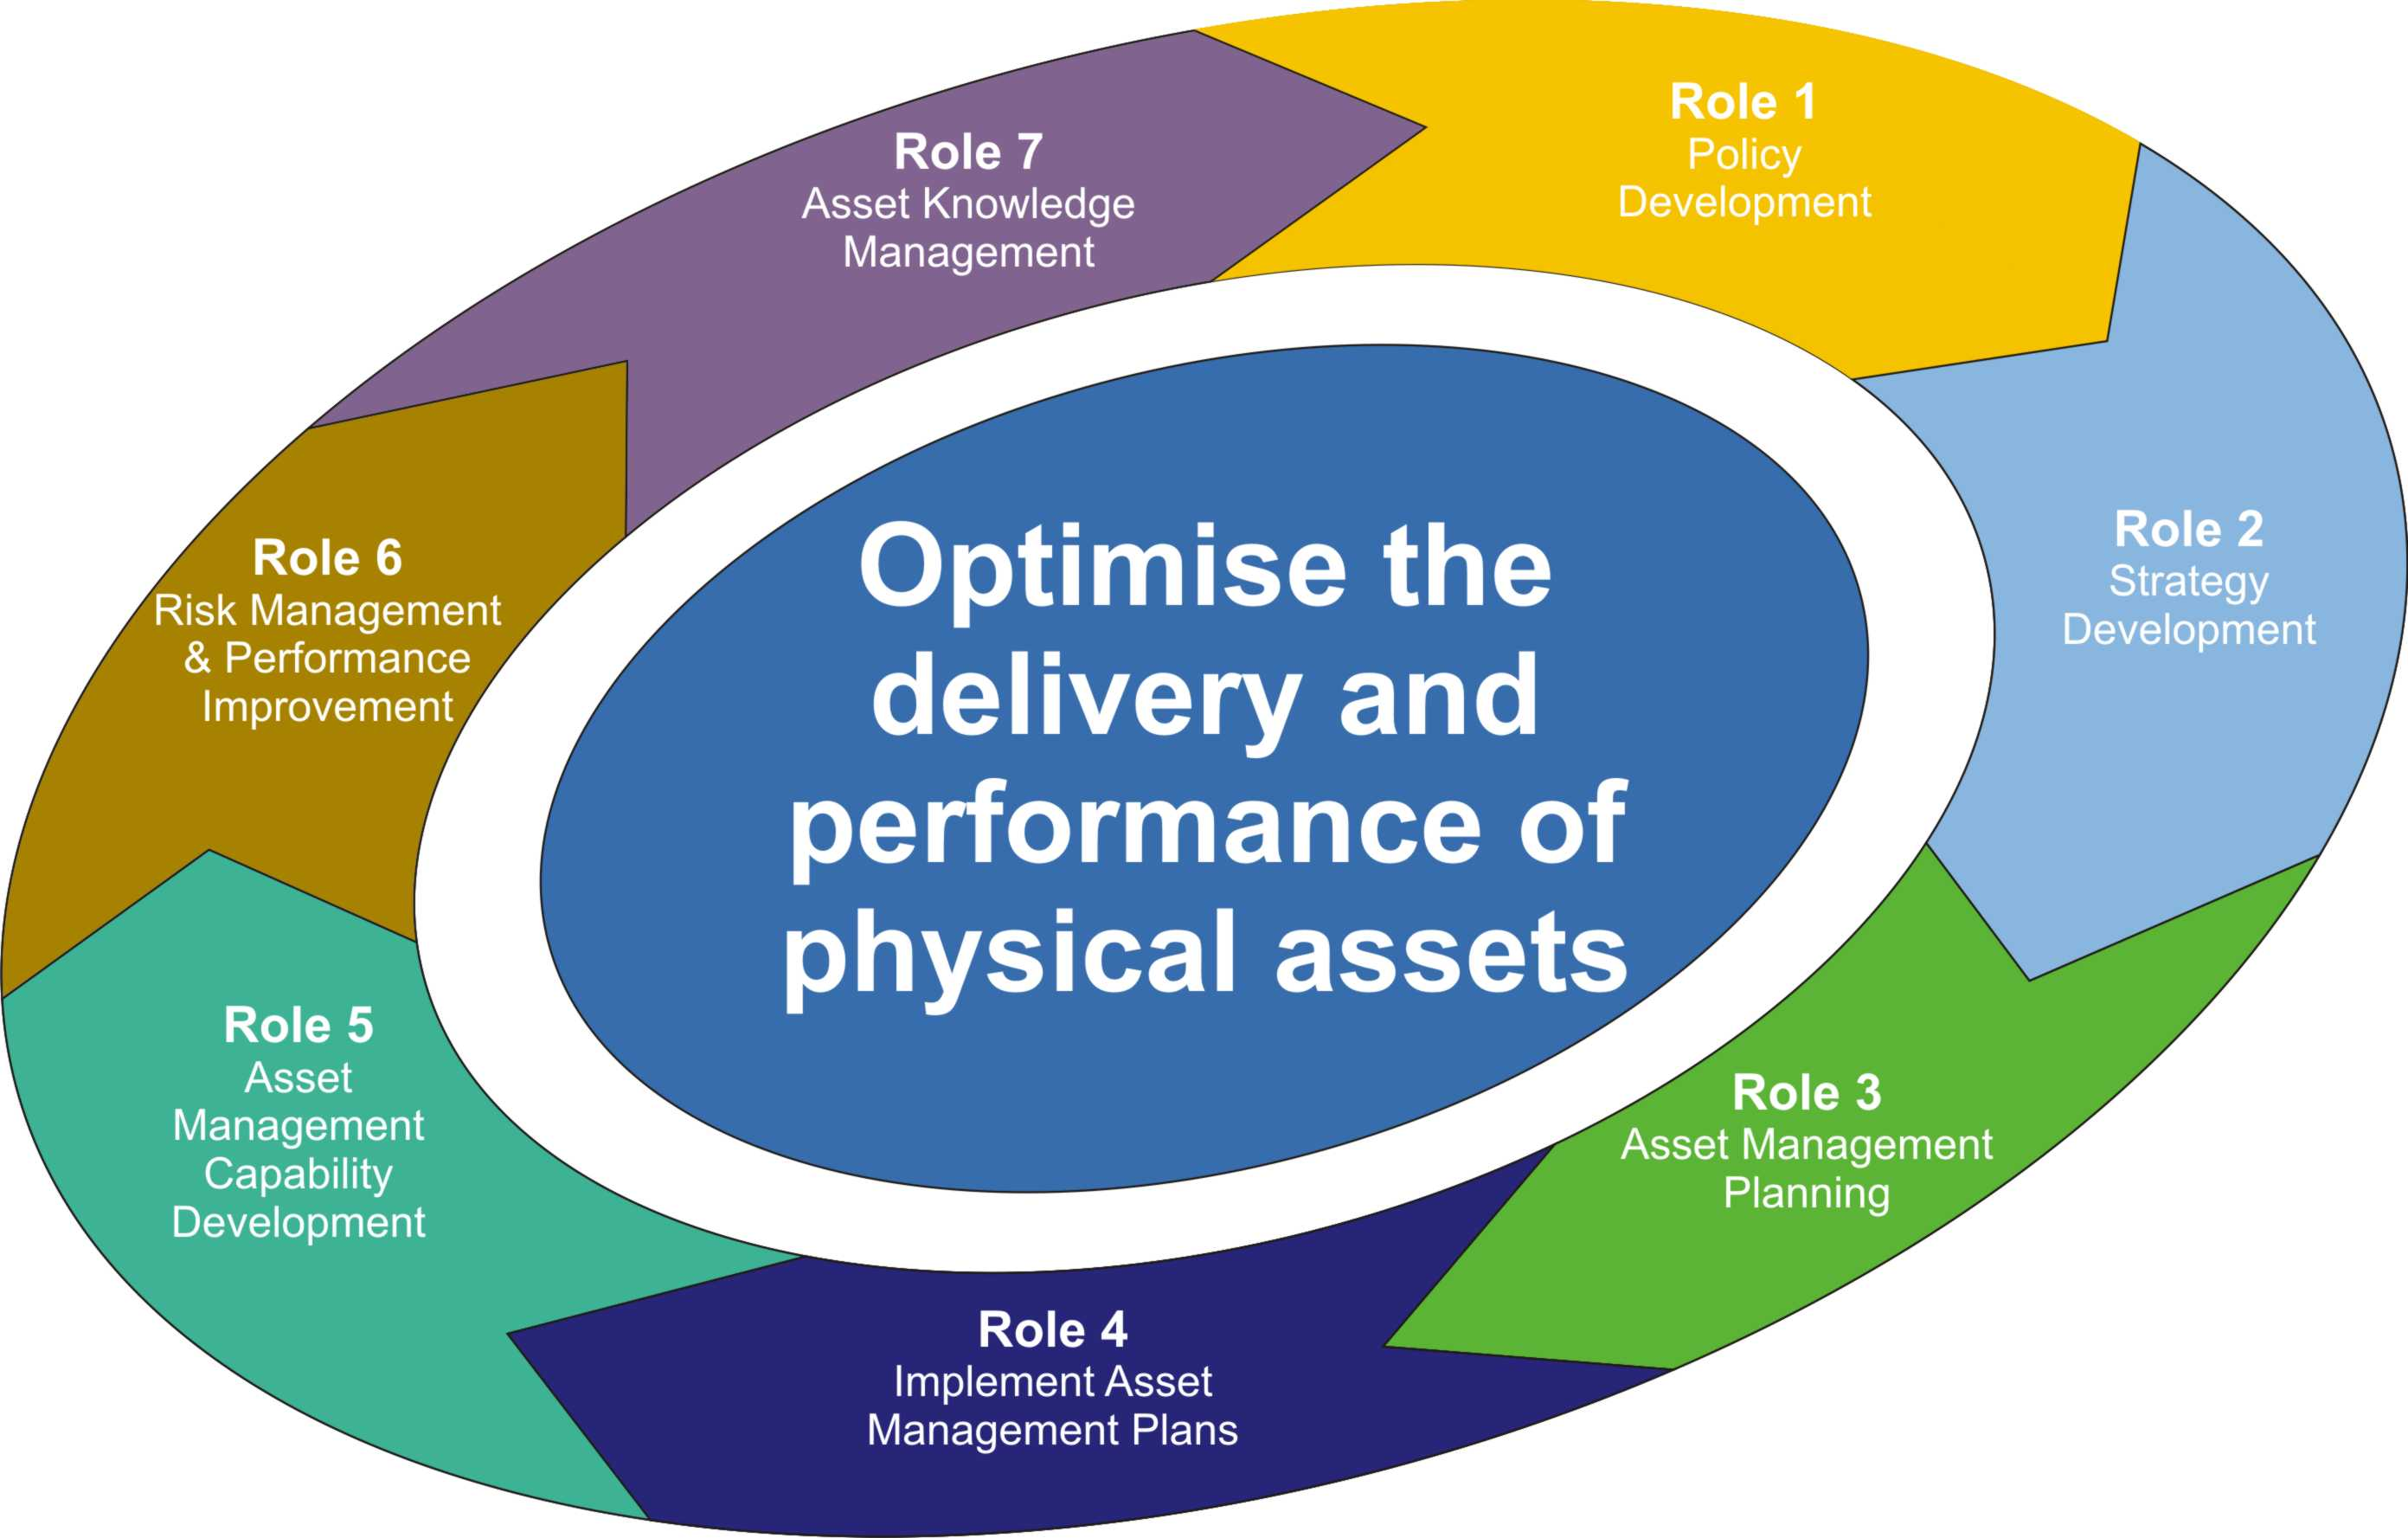 Role 1
Policy
Development
Role 2
Strategy
Development
Role 3
Asset Management
Planning
Role 4
Implement Asset
Management Plans
Role 5
Asset
Management
Capability
Development
Role 6
Risk Management
& Performance
Improvement
Role 7
Asset Knowledge
Management
Optimise the
delivery and
performance of
physical assets